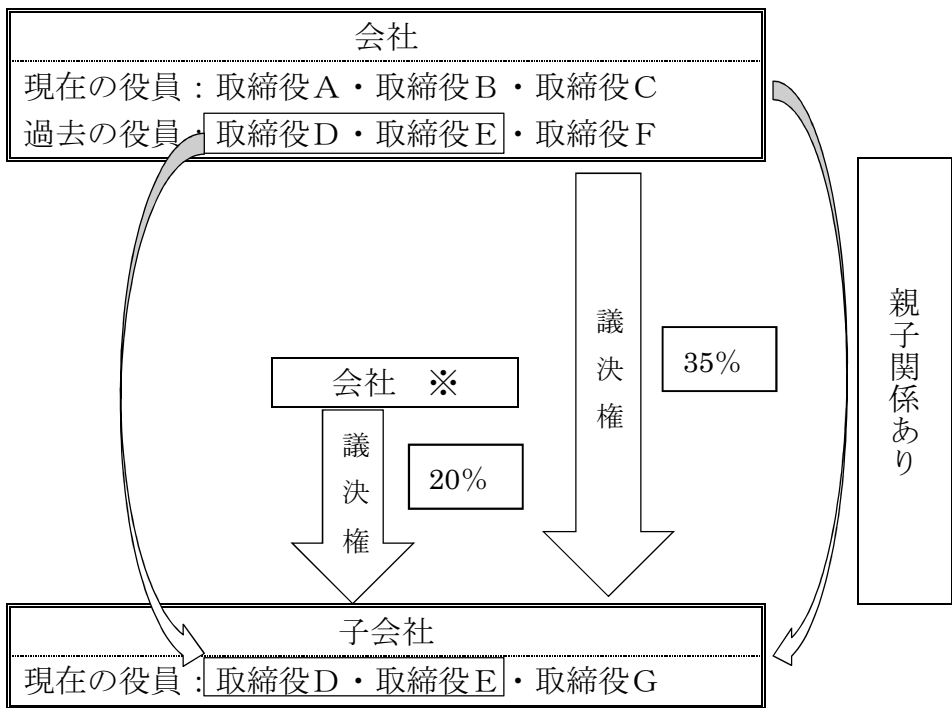 会社
現在の役員：取締役Ａ・取締役Ｂ・取締役Ｃ
過去の役員：取締役Ｄ・取締役Ｅ・取締役Ｆ
親子関係あり
議決権
35%
会社　※
議決権
20%
子会社
現在の役員：取締役Ｄ・取締役Ｅ・取締役Ｇ